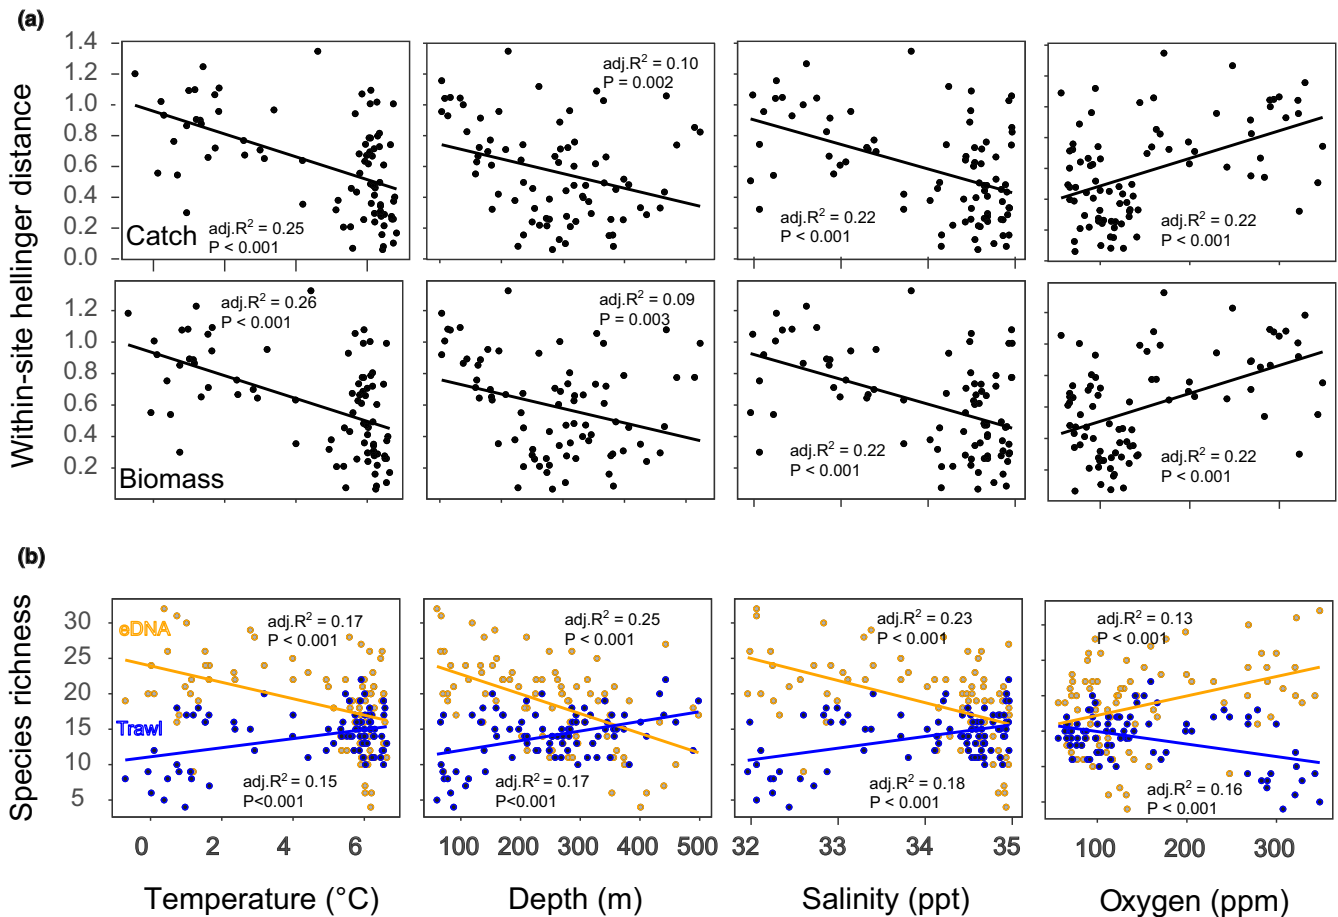 (a)
Within-site hellinger distance
1.4
1.2
1.0
0.8
0.6
0.4
0.2
0.0
Catch
adj.R² = 0.25
P < 0.001
adj.R² = 0.10
P = 0.002
adj.R² = 0.22
P < 0.001
adj.R² = 0.22
P < 0.001
1.2
1.0
0.8
0.6
0.4
0.2
Biomass
adj.R² = 0.26
P < 0.001
adj.R² = 0.09
P = 0.003
adj.R² = 0.22
P < 0.001
adj.R² = 0.22
P < 0.001
(b)
Species richness
30
25
20
15
10
5
eDNA
Trawl
adj.R² = 0.17
P < 0.001
adj.R² = 0.15
P<0.001
adj.R² = 0.25
P < 0.001
adj.R² = 0.17
P<0.001
adj.R² = 0.23
P < 0.001
adj.R² = 0.18
P < 0.001
adj.R² = 0.13
P < 0.001
adj.R² = 0.16
P < 0.001
0 2 4 6
100 200 300 400 500
32 33 34 35
100 200 300
Temperature (°C)
Depth (m)
Salinity (ppt)
Oxygen (ppm)